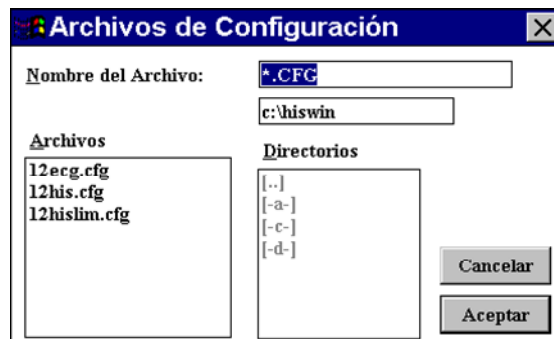 Archivos de Configuración
Nombre del Archivo:
*.CFG
c:\hiswin
Archivos
12ecg.cfg
12his.cfg
12hislim.cfg
Directorios
[..]
[-a-]
[-c-]
[-d-]
Cancelar
Aceptar